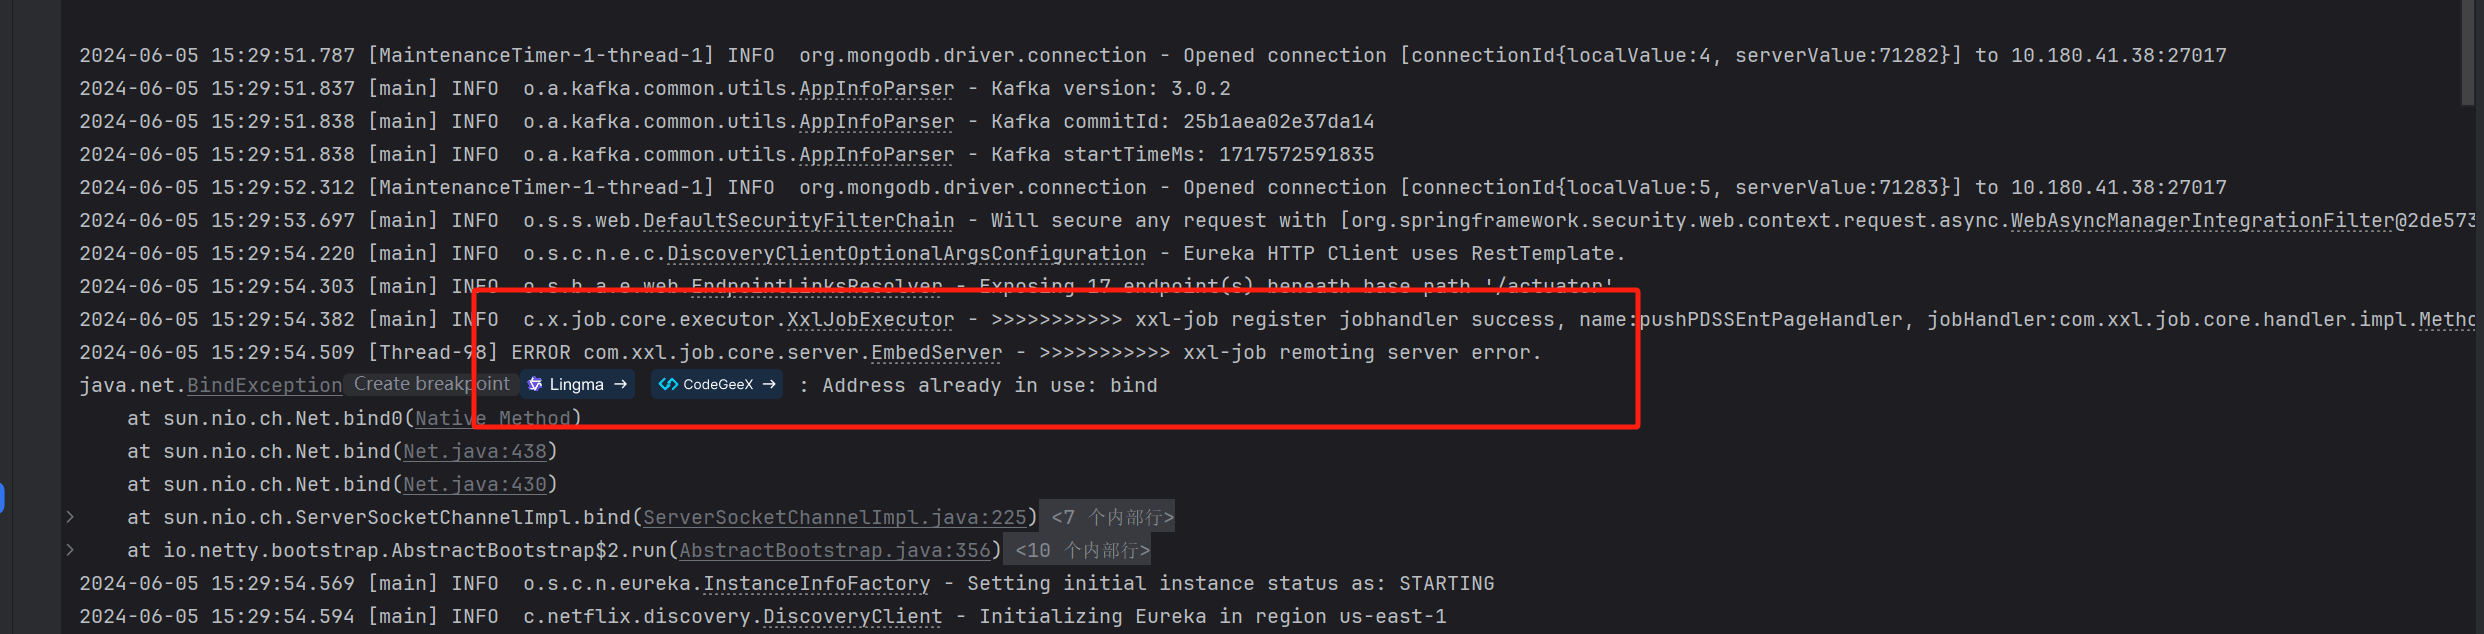 2024-06-05 15:29:51.787 [MaintenanceTimer-1-thread-1] INFO  org.mongodb.driver.connection - Opened connection [connectionId{localValue:4, serverValue:71282}] to 10.180.41.38:27017
2024-06-05 15:29:51.837 [main] INFO  o.a.kafka.common.utils.AppInfoParser - Kafka version: 3.0.2
2024-06-05 15:29:51.838 [main] INFO  o.a.kafka.common.utils.AppInfoParser - Kafka commitId: 25b1aea02e37da14
2024-06-05 15:29:51.838 [main] INFO  o.a.kafka.common.utils.AppInfoParser - Kafka startTimeMs: 1717572591835
2024-06-05 15:29:52.312 [MaintenanceTimer-1-thread-1] INFO  org.mongodb.driver.connection - Opened connection [connectionId{localValue:5, serverValue:71283}] to 10.180.41.38:27017
2024-06-05 15:29:53.697 [main] INFO  o.s.s.web.DefaultSecurityFilterChain - Will secure any request with [org.springframework.security.web.context.request.async.WebAsyncManagerIntegrationFilter@2de573
2024-06-05 15:29:54.220 [main] INFO  o.s.c.n.e.c.DiscoveryClientOptionalArgsConfiguration - Eureka HTTP Client uses RestTemplate.
2024-06-05 15:29:54.303 [main] INFO  o.s.b.a.e.web.EndpointLinksResolver - Exposing 17 endpoint(s) beneath base path '/actuator'
2024-06-05 15:29:54.382 [main] INFO  c.x.job.core.executor.XxlJobExecutor - >>>>>>>>>>> xxl-job register jobhandler success, name:pushPDSSEntPageHandler, jobHandler:com.xxl.job.core.handler.impl.Metho
2024-06-05 15:29:54.509 [Thread-98] ERROR com.xxl.job.core.server.EmbedServer - >>>>>>>>>>> xxl-job remoting server error.
java.net.BindException Create breakpoint Lingma → CodeGeeX → : Address already in use: bind
at sun.nio.ch.Net.bind0(Native Method)
at sun.nio.ch.Net.bind(Net.java:438)
at sun.nio.ch.Net.bind(Net.java:430)
at sun.nio.ch.ServerSocketChannelImpl.bind(ServerSocketChannelImpl.java:225) <7 个内部行>
at io.netty.bootstrap.AbstractBootstrap$2.run(AbstractBootstrap.java:356) <10 个内部行>
2024-06-05 15:29:54.569 [main] INFO  o.s.c.n.eureka.InstanceInfoFactory - Setting initial instance status as: STARTING
2024-06-05 15:29:54.594 [main] INFO  c.netflix.discovery.DiscoveryClient - Initializing Eureka in region us-east-1